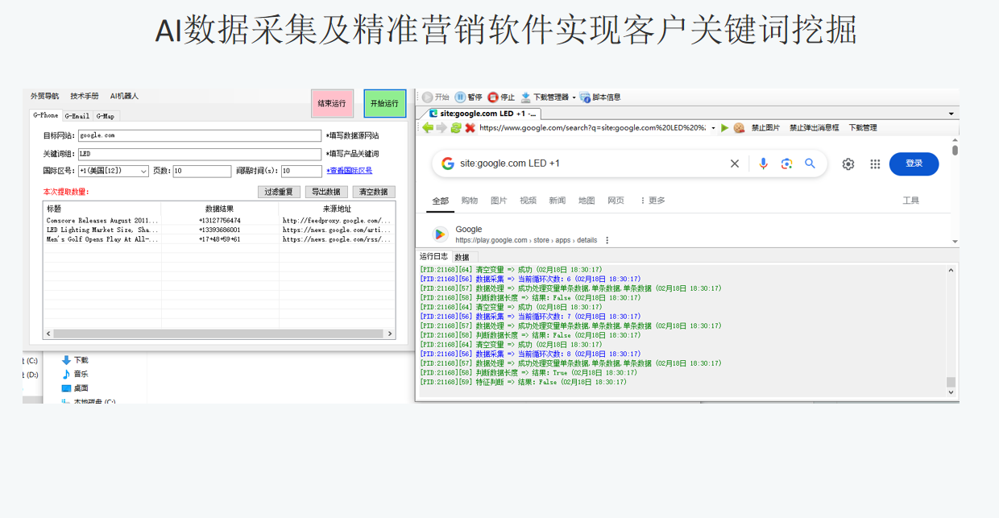 AI数据采集及精准营销软件实现客户关键词挖掘
外贸导航 技术手册 AI机器人
结束运行
开始运行
G-Phone G-Email G-Map
目标网站: google.com *填写数据源网站
关键词组: LED *填写产品关键词
国际区号: +1(美国[12]) 页数: 10 间隔时间(s): 10 *查看国际区号
本次提取数量: 过滤重复 导出数据 清空数据
标题 数据结果 来源地址
Comscore Releases August 2011... +13127756474 http://feedproxy.google.com/...
LED Lighting Market Size, Sha... +13393686001 https://news.google.com/arti...
Men's Golf Opens Play At All-... +17+48+59+61 https://news.google.com/rss/...
(C:) 下载
(D:) 音乐
桌面
本地磁盘 (C:)
开始 暂停 停止 下载管理器 脚本信息
site:google.com LED +1 -...
https://www.google.com/search?q=site:google.com%20LED%20%: 禁止图片 禁止弹出消息框 下载管理
site:google.com LED +1
登录
全部 购物 图片 视频 新闻 地图 网页 更多 工具
Google
https://play.google.com › store › apps › details
运行日志 数据
[PID:21168][64] 清空变量 => 成功 (02月18日 18:30:17)
[PID:21168][56] 数据采集 => 当前循环次数: 6 (02月18日 18:30:17)
[PID:21168][57] 数据处理 => 成功处理变量单条数据,单条数据,单条数据 (02月18日 18:30:17)
[PID:21168][58] 判断数据长度 => 结果: False (02月18日 18:30:17)
[PID:21168][64] 清空变量 => 成功 (02月18日 18:30:17)
[PID:21168][56] 数据采集 => 当前循环次数: 7 (02月18日 18:30:17)
[PID:21168][57] 数据处理 => 成功处理变量单条数据,单条数据,单条数据 (02月18日 18:30:17)
[PID:21168][58] 判断数据长度 => 结果: False (02月18日 18:30:17)
[PID:21168][64] 清空变量 => 成功 (02月18日 18:30:17)
[PID:21168][56] 数据采集 => 当前循环次数: 8 (02月18日 18:30:17)
[PID:21168][57] 数据处理 => 成功处理变量单条数据,单条数据,单条数据 (02月18日 18:30:17)
[PID:21168][58] 判断数据长度 => 结果: True (02月18日 18:30:17)
[PID:21168][59] 特征判断 => 结果: False (02月18日 18:30:17)